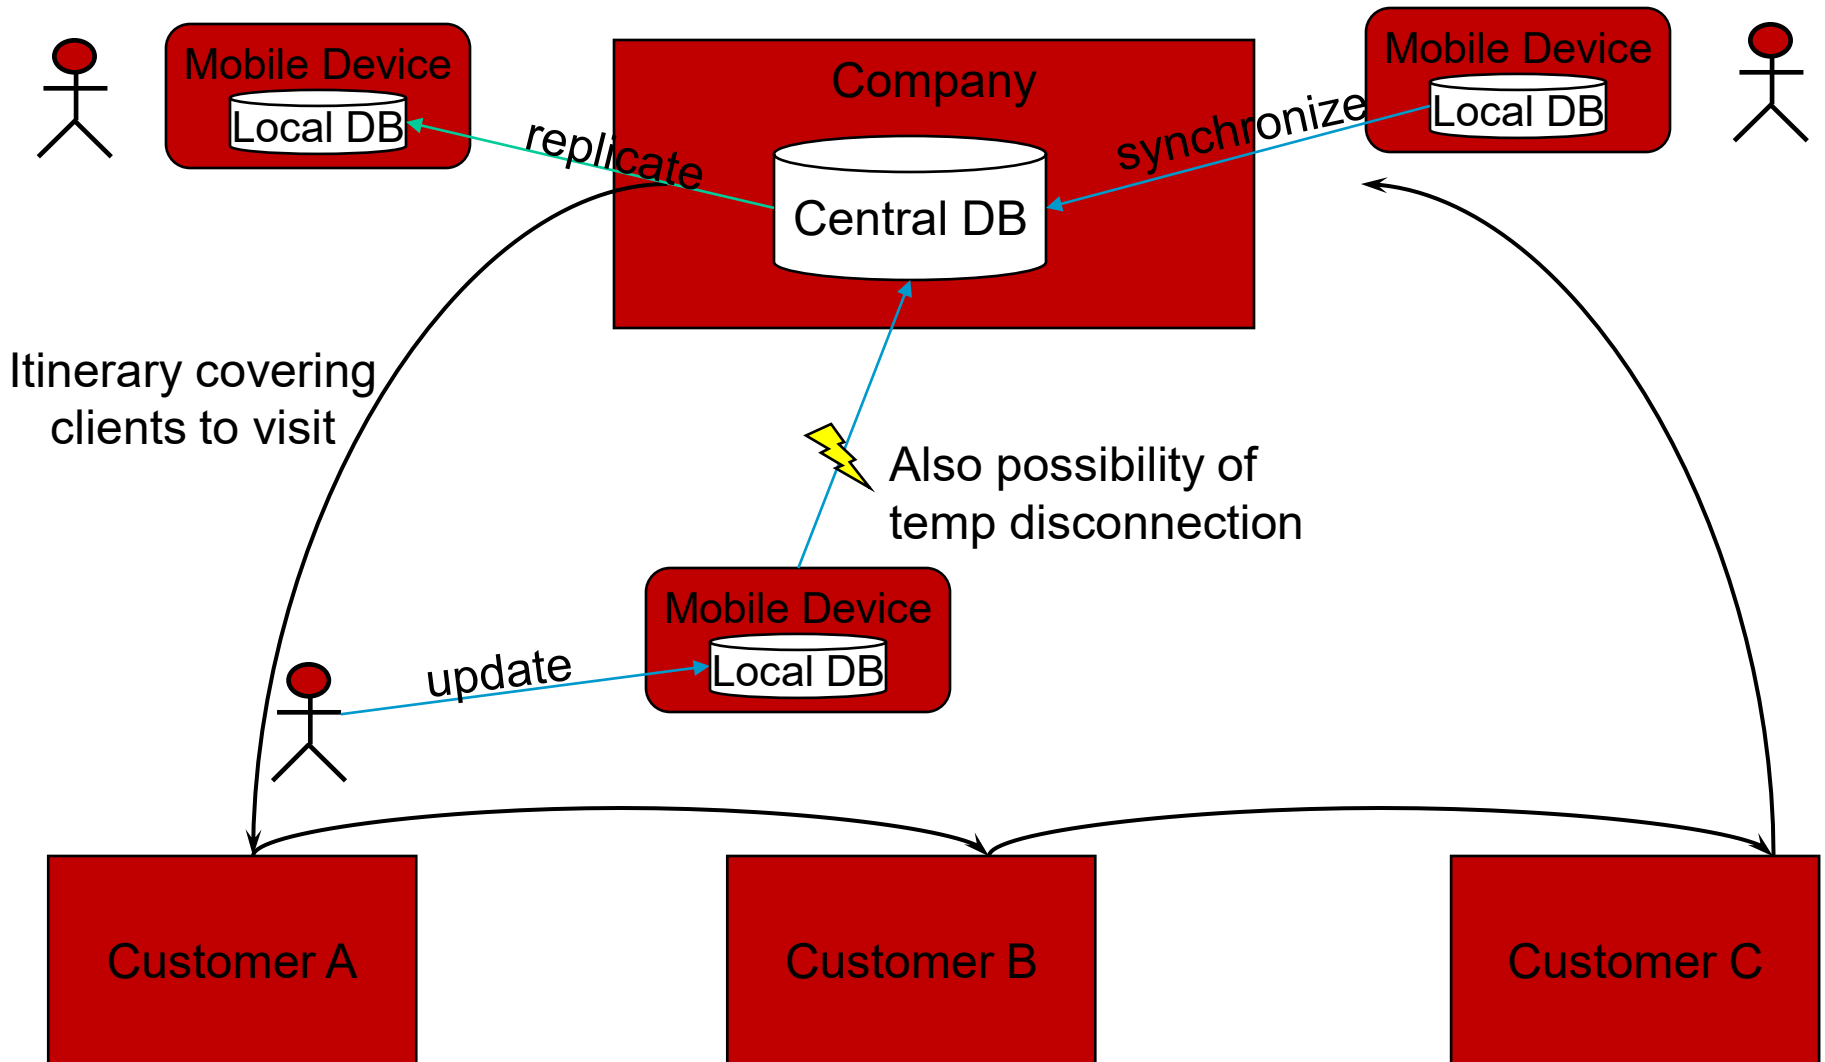 Mobile Device
Local DB
replicate
Company
Central DB
synchronize
Mobile Device
Local DB
Itinerary covering
clients to visit
Also possibility of
temp disconnection
Mobile Device
Local DB
update
Customer A
Customer B
Customer C